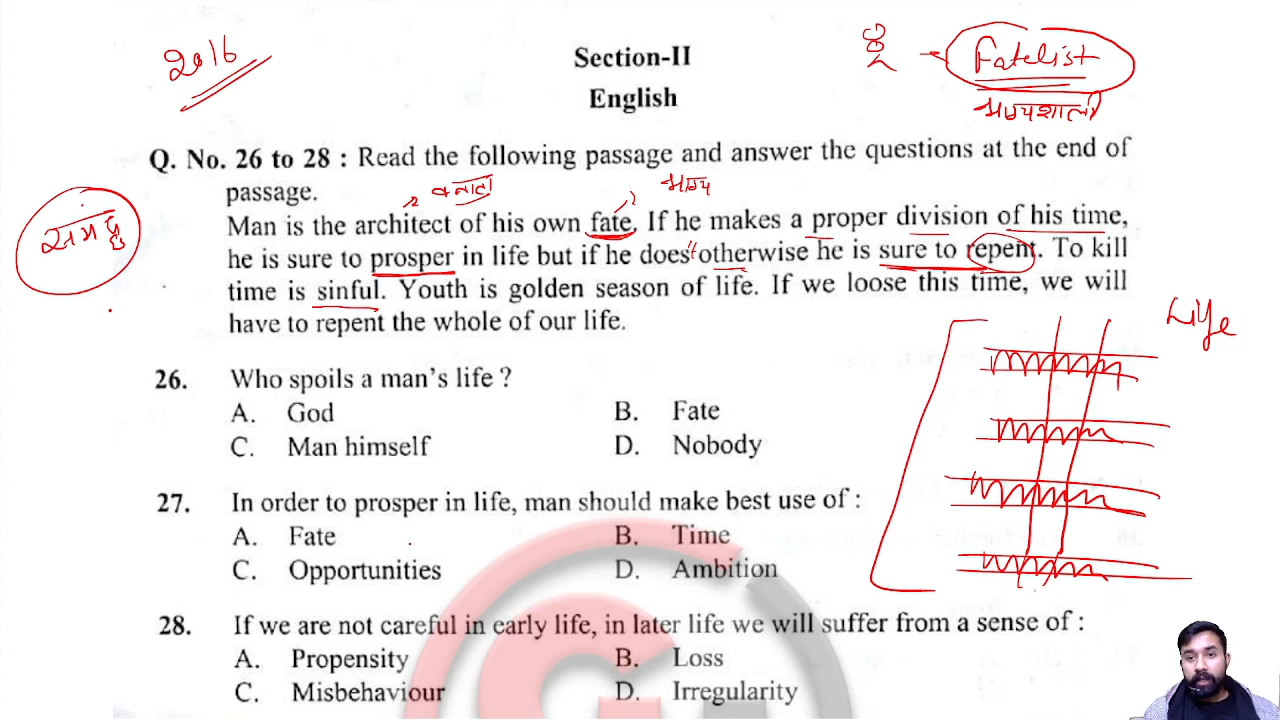 2016
Section-II
English
Fatelist
Q. No. 26 to 28 : Read the following passage and answer the questions at the end of
passage.
भाग्य
Man is the architect of his own fate. If he makes a proper division of his time,
he is sure to prosper in life but if he does otherwise he is sure to repent. To kill
time is sinful. Youth is golden season of life. If we loose this time, we will
have to repent the whole of our life.
Life
26. Who spoils a man's life ?
A. God B. Fate
C. Man himself D. Nobody
27. In order to prosper in life, man should make best use of :
A. Fate B. Time
C. Opportunities D. Ambition
28. If we are not careful in early life, in later life we will suffer from a sense of :
A. Propensity B. Loss
C. Misbehaviour D. Irregularity